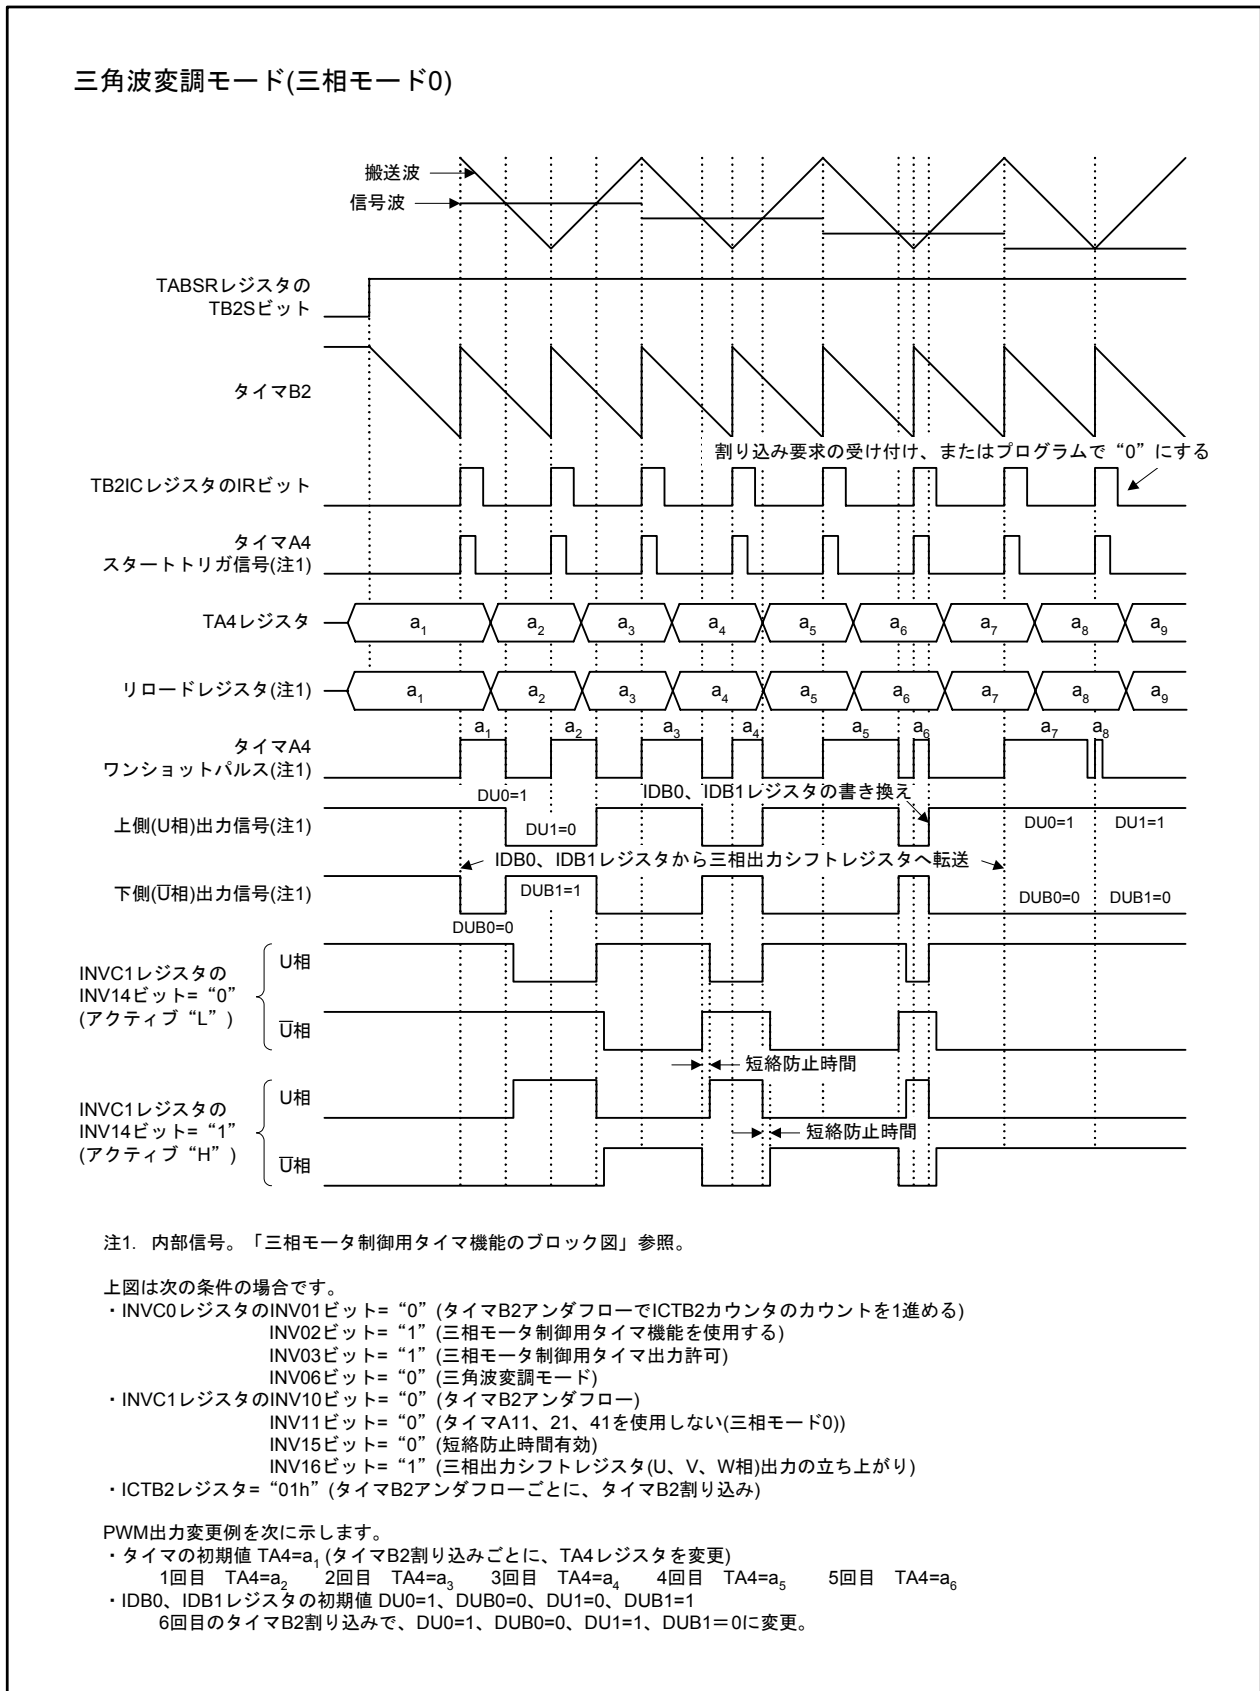 三角波変調モード(三相モード0)
搬送波
信号波
TABSRレジスタの
TB2Sビット
タイマB2
割り込み要求の受け付け、またはプログラムで“0”にする
TB2ICレジスタのIRビット
タイマA4
スタートトリガ信号(注1)
TA4レジスタ
a1 a2 a3 a4 a5 a6 a7 a8 a9
リロードレジスタ(注1)
a1 a2 a3 a4 a5 a6 a7 a8 a9
a1 a2 a3 a4 a5 a6 a7 a8
タイマA4
ワンショットパルス(注1)
IDB0、IDB1レジスタの書き換え
DU0=1
上側(U相)出力信号(注1)
DU1=0 DU0=1 DU1=1
IDB0、IDB1レジスタから三相出力シフトレジスタへ転送
下側(U̅相)出力信号(注1)
DUB1=1 DUB0=0 DUB1=0
DUB0=0
INVC1レジスタの
INV14ビット=“0”
(アクティブ“L”)
U相
U̅相
短絡防止時間
INVC1レジスタの
INV14ビット=“1”
(アクティブ“H”)
U相
短絡防止時間
U̅相
注1. 内部信号。「三相モータ制御用タイマ機能のブロック図」参照。
上図は次の条件の場合です。
・INVC0レジスタのINV01ビット=“0”(タイマB2アンダフローでICTB2カウンタのカウントを1進める)
INV02ビット=“1”(三相モータ制御用タイマ機能を使用する)
INV03ビット=“1”(三相モータ制御用タイマ出力許可)
INV06ビット=“0”(三角波変調モード)
・INVC1レジスタのINV10ビット=“0”(タイマB2アンダフロー)
INV11ビット=“0”(タイマA11、21、41を使用しない(三相モード0))
INV15ビット=“0”(短絡防止時間有効)
INV16ビット=“1”(三相出力シフトレジスタ(U、V、W相)出力の立ち上がり)
・ICTB2レジスタ=“01h”(タイマB2アンダフローごとに、タイマB2割り込み)
PWM出力変更例を次に示します。
・タイマの初期値 TA4=a1 (タイマB2割り込みごとに、TA4レジスタを変更)
1回目 TA4=a2 2回目 TA4=a3 3回目 TA4=a4 4回目 TA4=a5 5回目 TA4=a6
・IDB0、IDB1レジスタの初期値 DU0=1、DUB0=0、DU1=0、DUB1=1
6回目のタイマB2割り込みで、DU0=1、DUB0=0、DU1=1、DUB1＝0に変更。